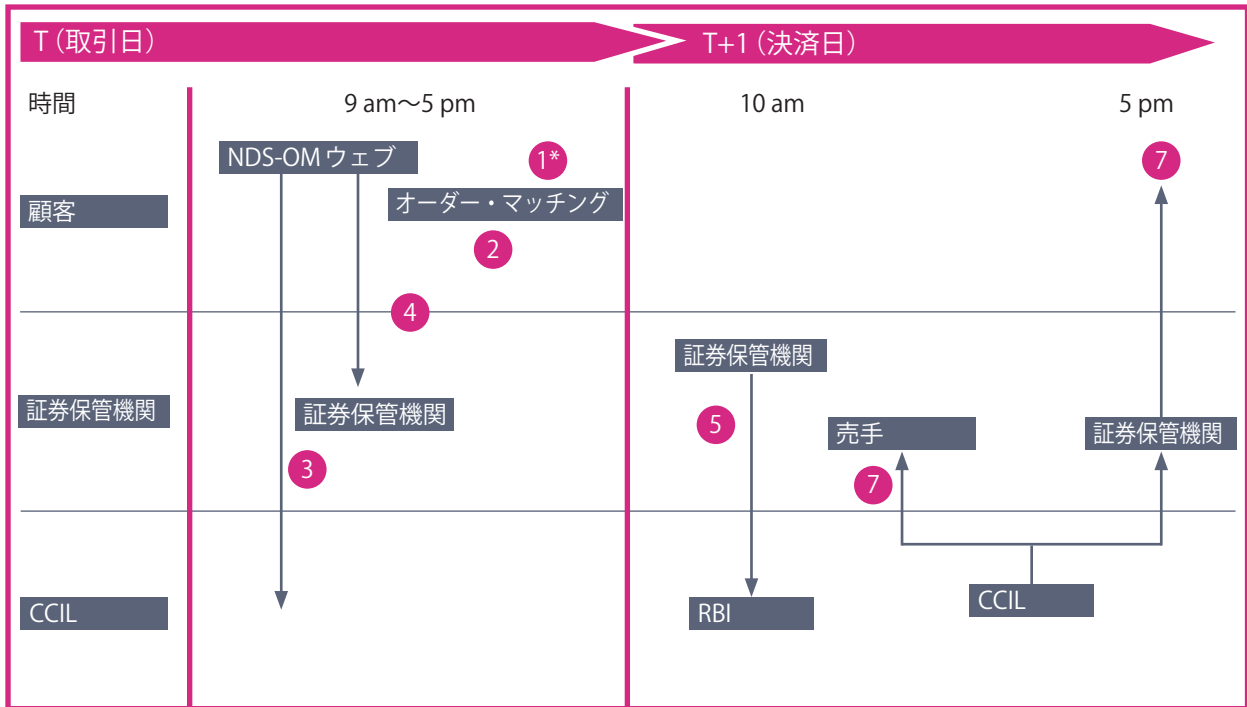 T（取引日）
T+1（決済日）
時間
9 am〜5 pm
10 am
5 pm
NDS-OM ウェブ
1*
7
顧客
オーダー・マッチング
2
4
証券保管機関
証券保管機関
証券保管機関
5
売手
証券保管機関
3
7
CCIL
RBI
CCIL